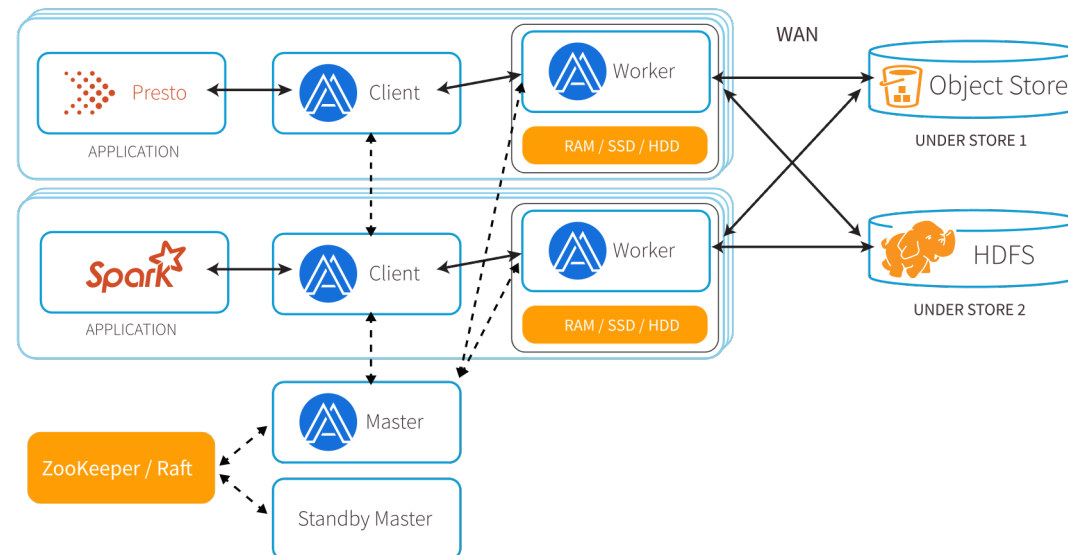 WAN
Presto
Client
Worker
Object Store
RAM / SSD / HDD
APPLICATION
UNDER STORE 1
Spark
Client
Worker
HDFS
RAM / SSD / HDD
APPLICATION
UNDER STORE 2
Master
ZooKeeper / Raft
Standby Master